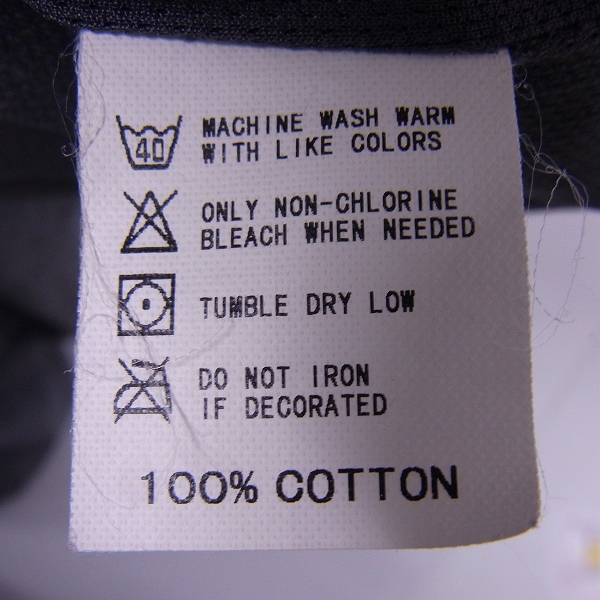 40
MACHINE WASH WARM
WITH LIKE COLORS
ONLY NON-CHLORINE
BLEACH WHEN NEEDED
TUMBLE DRY LOW
DO NOT IRON
IF DECORATED
100% COTTON